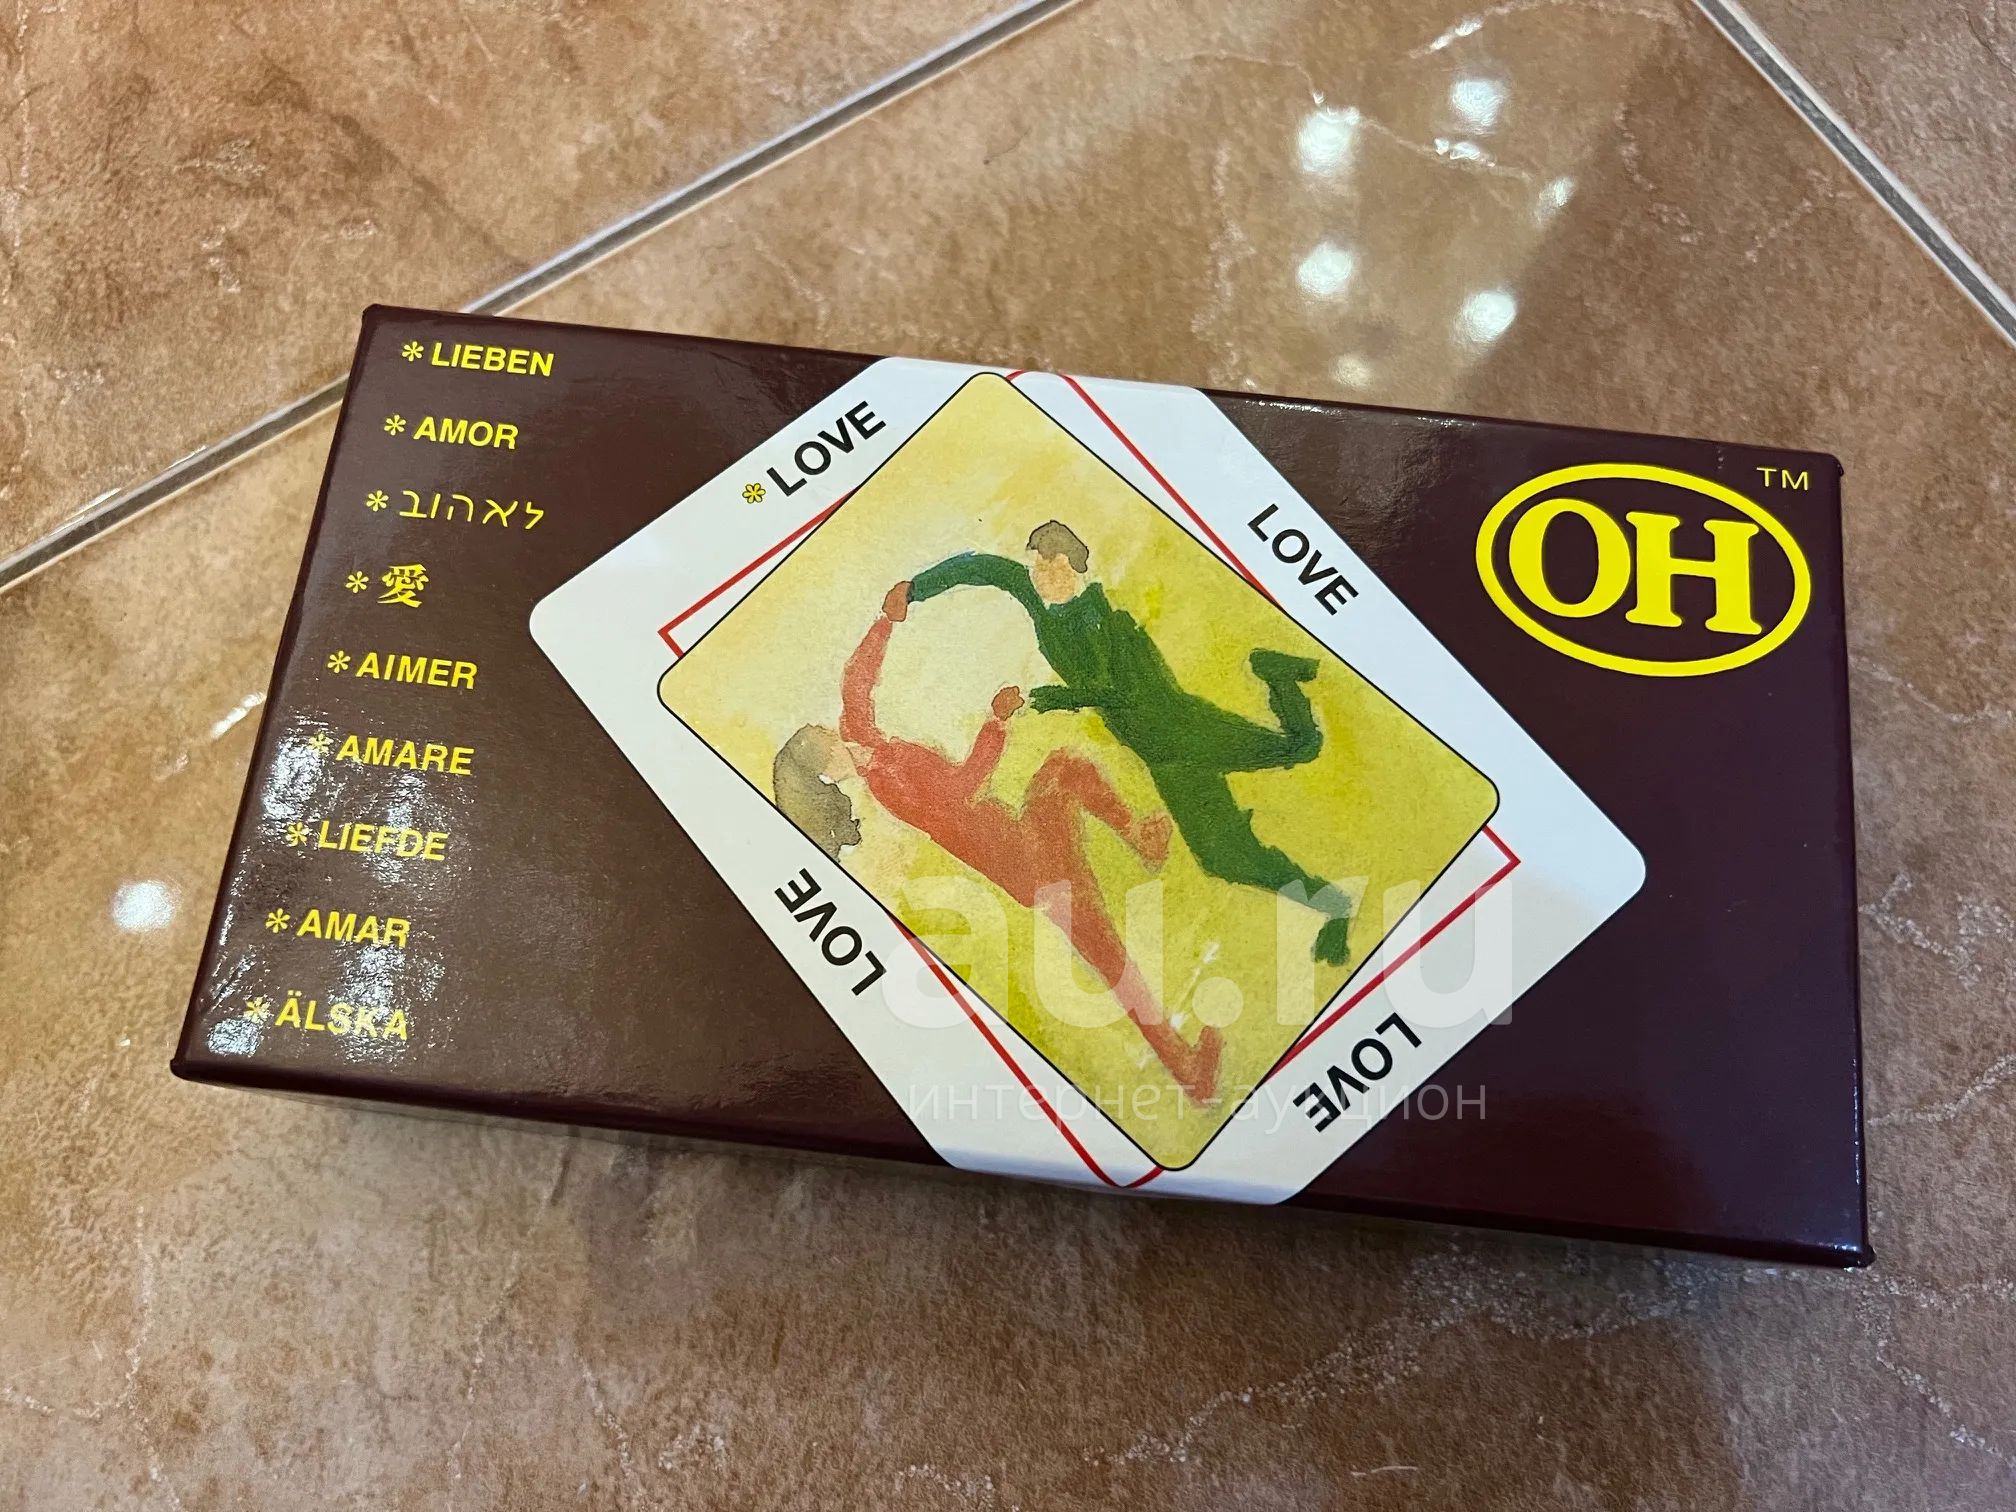 * LIEBEN
* AMOR
* לאהוב
* 愛
* AIMER
* AMARE
* LIEFDE
* AMAR
* ÄLSKA
* LOVE
LOVE
LOVE
LOVE
OH TM
au.ru
интернет-аукцион